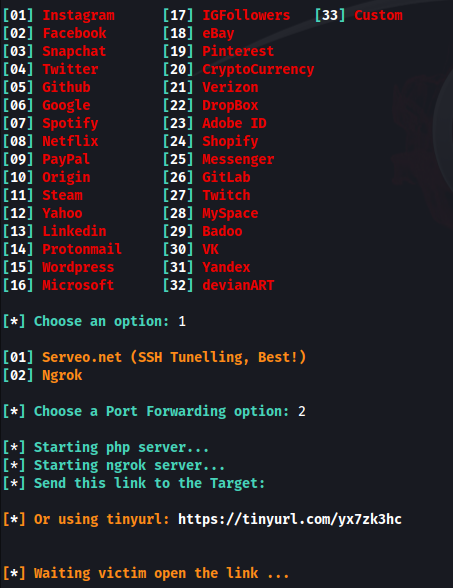 [01] Instagram [17] IGFollowers [33] Custom
[02] Facebook [18] eBay
[03] Snapchat [19] Pinterest
[04] Twitter [20] CryptoCurrency
[05] Github [21] Verizon
[06] Google [22] DropBox
[07] Spotify [23] Adobe ID
[08] Netflix [24] Shopify
[09] PayPal [25] Messenger
[10] Origin [26] GitLab
[11] Steam [27] Twitch
[12] Yahoo [28] MySpace
[13] Linkedin [29] Badoo
[14] Protonmail [30] VK
[15] Wordpress [31] Yandex
[16] Microsoft [32] devianART
[*] Choose an option: 1
[01] Serveo.net (SSH Tunelling, Best!)
[02] Ngrok
[*] Choose a Port Forwarding option: 2
[*] Starting php server...
[*] Starting ngrok server...
[*] Send this link to the Target:
[*] Or using tinyurl: https://tinyurl.com/yx7zk3hc
[*] Waiting victim open the link ...